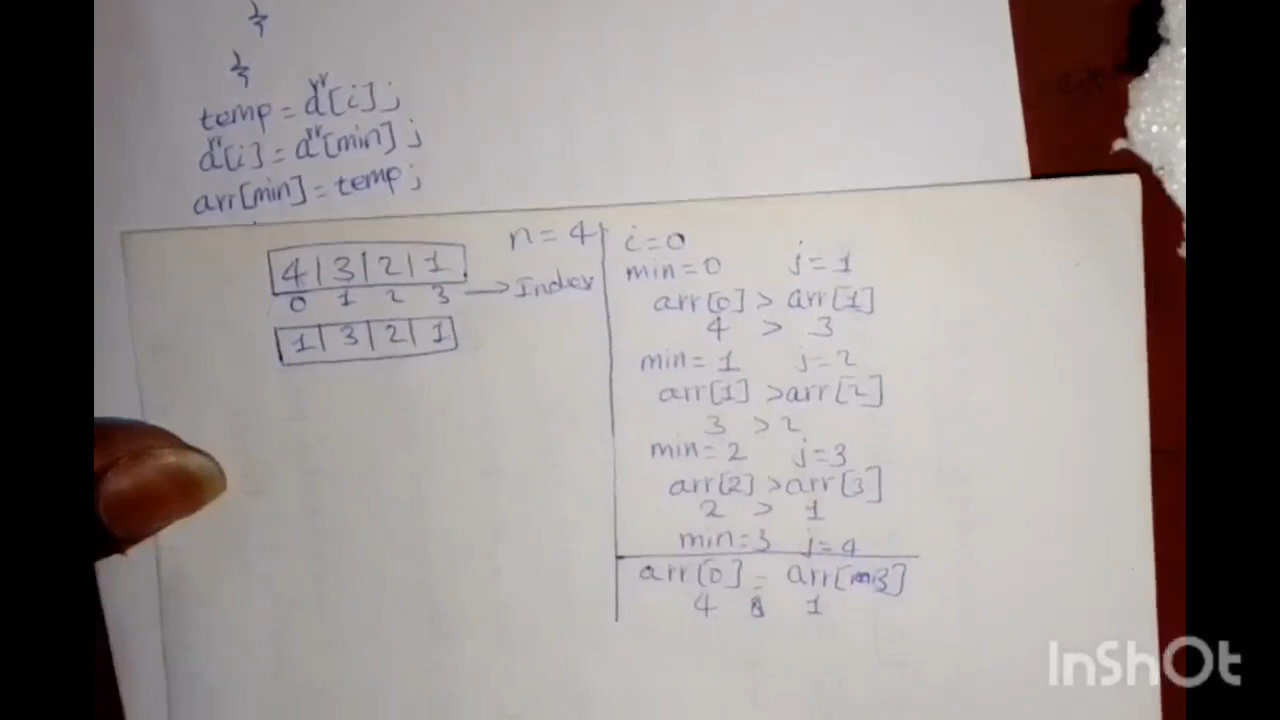 }
}
temp = arr[i];
arr[i] = arr[min];
arr[min] = temp;
4 | 3 | 2 | 1
0 1 2 3 → Index
1 | 3 | 2 | 1
n = 4
i = 0
min = 0 j = 1
arr[0] > arr[1]
4 > 3
min = 1 j = 2
arr[1] > arr[2]
3 > 2
min = 2 j = 3
arr[2] > arr[3]
2 > 1
min = 3 j = 4
arr[0] = arr[3]
4 1
InShOt